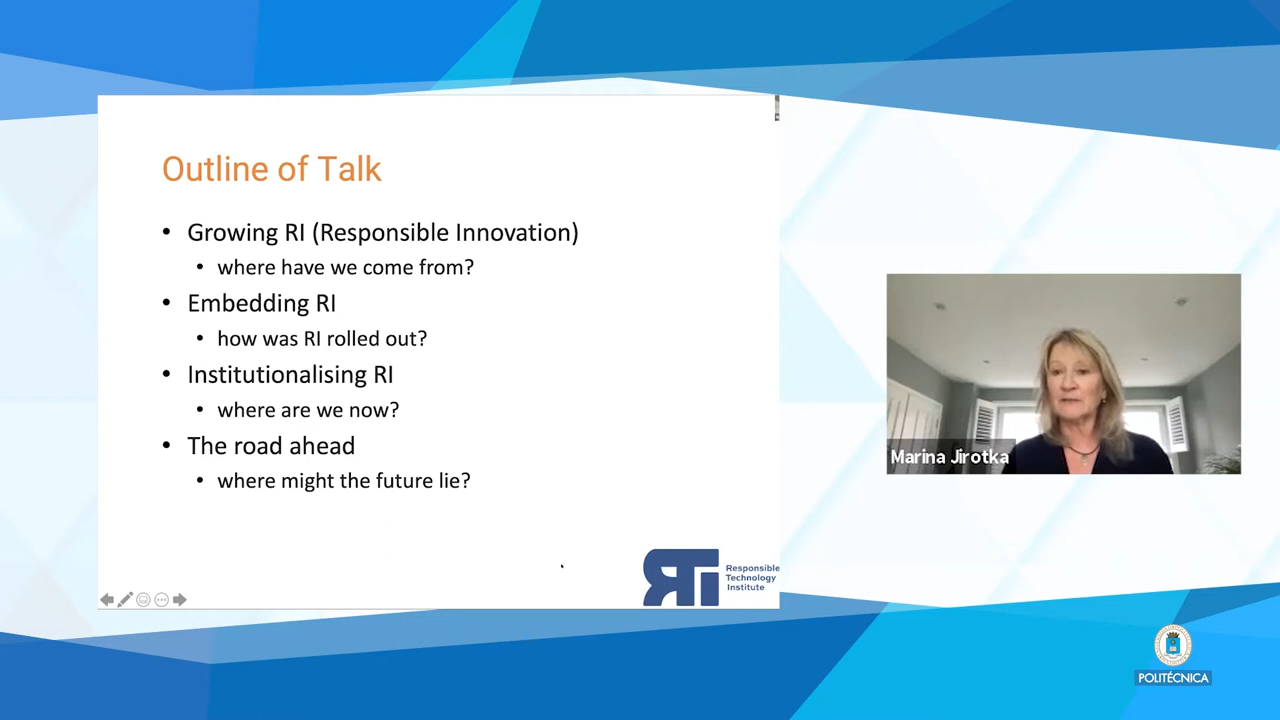 Outline of Talk
• Growing RI (Responsible Innovation)
• where have we come from?
• Embedding RI
• how was RI rolled out?
• Institutionalising RI
• where are we now?
• The road ahead
• where might the future lie?
RTI
Responsible
Technology
Institute
Marina Jirotka
POLITÉCNICA